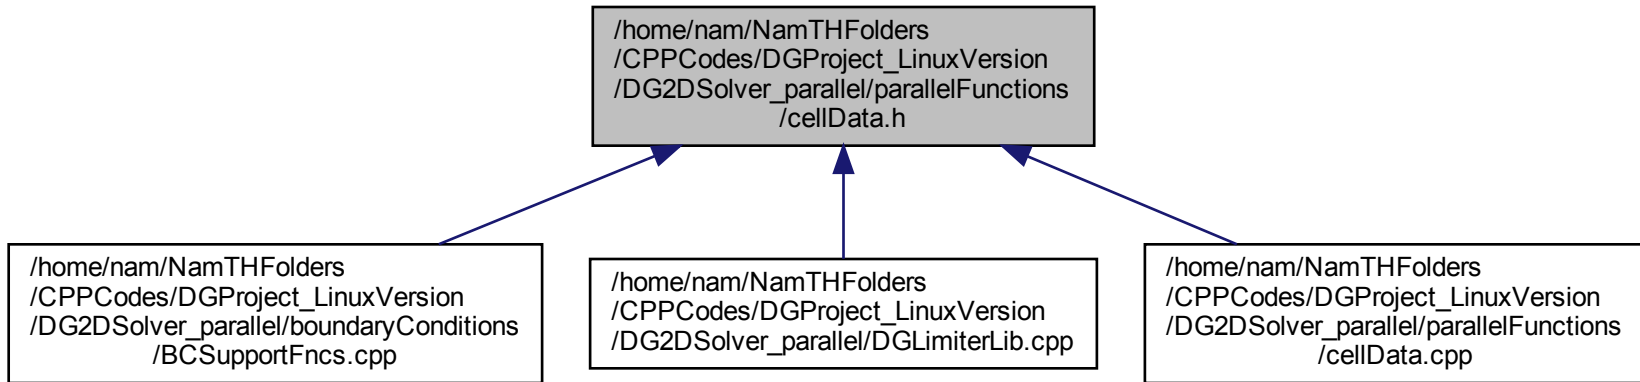 /home/nam/NamTHFolders
/CPPCodes/DGProject_LinuxVersion
/DG2DSolver_parallel/parallelFunctions
/cellData.h
/home/nam/NamTHFolders
/CPPCodes/DGProject_LinuxVersion
/DG2DSolver_parallel/boundaryConditions
/BCSupportFncs.cpp
/home/nam/NamTHFolders
/CPPCodes/DGProject_LinuxVersion
/DG2DSolver_parallel/DGLimiterLib.cpp
/home/nam/NamTHFolders
/CPPCodes/DGProject_LinuxVersion
/DG2DSolver_parallel/parallelFunctions
/cellData.cpp